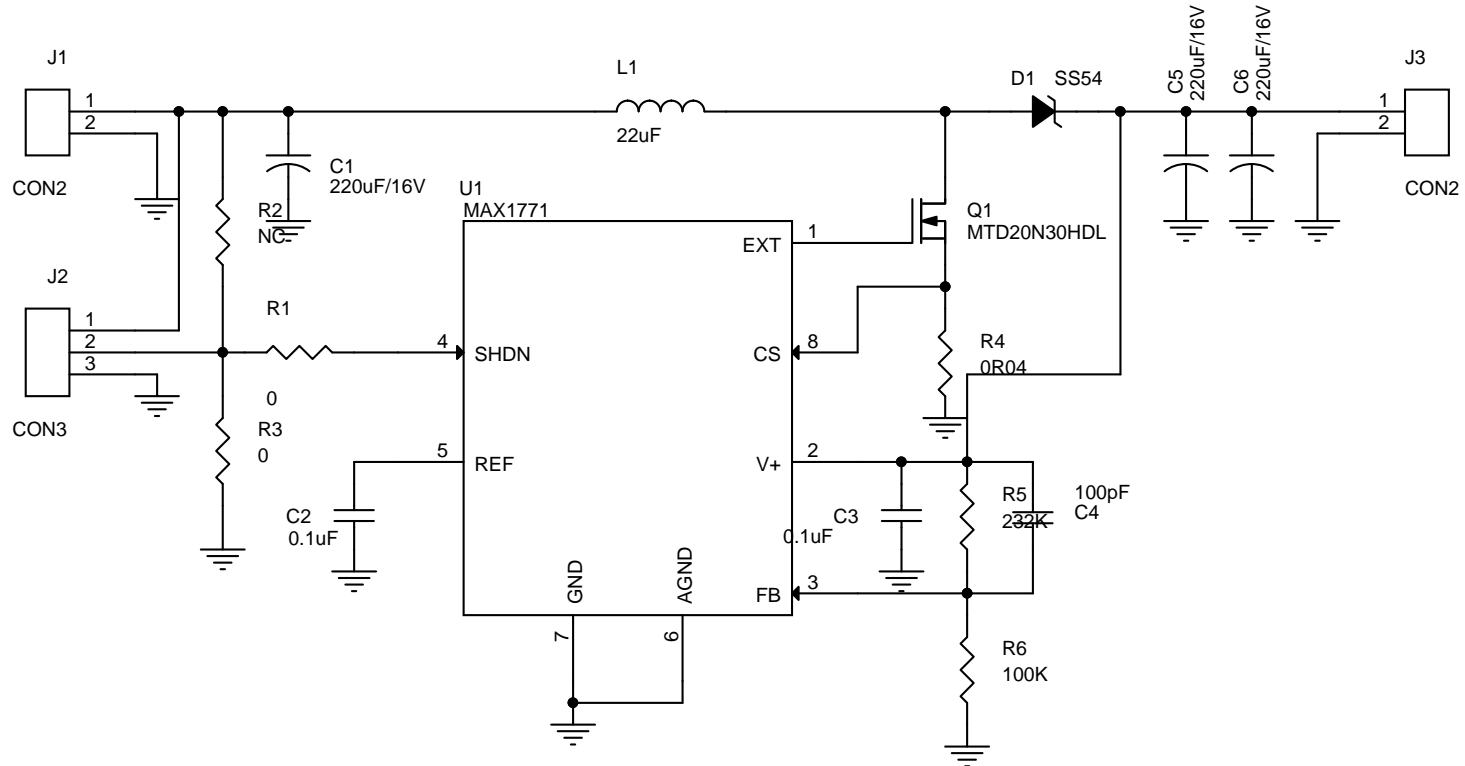 J1
1
2
CON2
J2
1
2
3
CON3
R2
NC
C1
220uF/16V
R1
0
R3
0
L1
22uF
U1
MAX1771
EXT
1
4
SHDN
CS
8
5
REF
V+
2
GND
AGND
FB
3
7
6
C2
0.1uF
D1 SS54
Q1
MTD20N30HDL
R4
0R04
C3
0.1uF
R5
232K
100pF
C4
R6
100K
C5
220uF/16V
C6
220uF/16V
J3
1
2
CON2